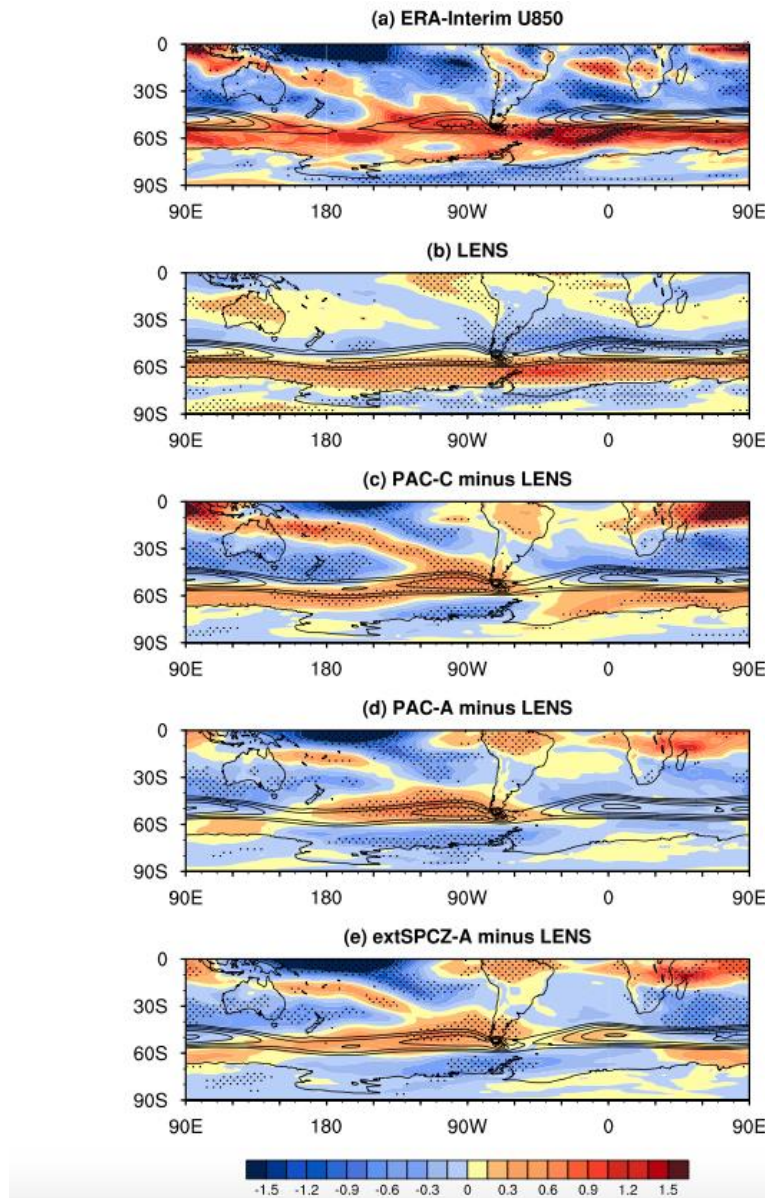 (a) ERA-Interim U850
0
30S
60S
90S
90E 180 90W 0 90E
(b) LENS
0
30S
60S
90S
90E 180 90W 0 90E
(c) PAC-C minus LENS
0
30S
60S
90S
90E 180 90W 0 90E
(d) PAC-A minus LENS
0
30S
60S
90S
90E 180 90W 0 90E
(e) extSPCZ-A minus LENS
0
30S
60S
90S
90E 180 90W 0 90E
-1.5 -1.2 -0.9 -0.6 -0.3 0 0.3 0.6 0.9 1.2 1.5